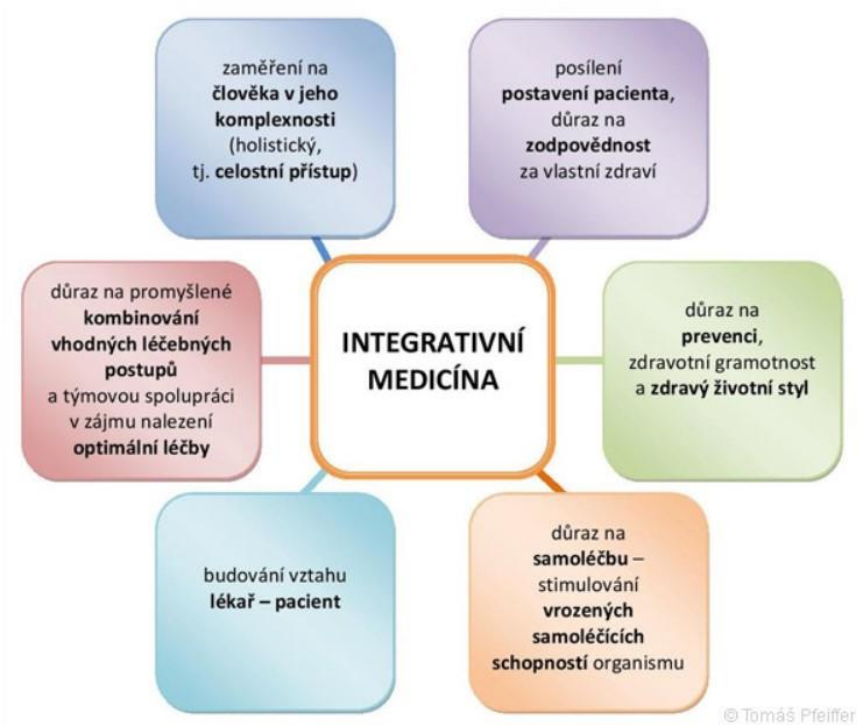 zaměření na
člověka v jeho
komplexnosti
(holistický,
tj. celostní přístup)
posílení
postavení pacienta,
důraz na
zodpovědnost
za vlastní zdraví
důraz na promyšlené
kombinování
vhodných léčebných
postupů
a týmovou spolupráci
v zájmu nalezení
optimální léčby
INTEGRATIVNÍ
MEDICÍNA
důraz na
prevenci,
zdravotní gramotnost
a zdravý životní styl
budování vztahu
lékař – pacient
důraz na
samoléčbu –
stimulování
vrozených
samoléčících
schopností organismu
© Tomáš Pfeiffer